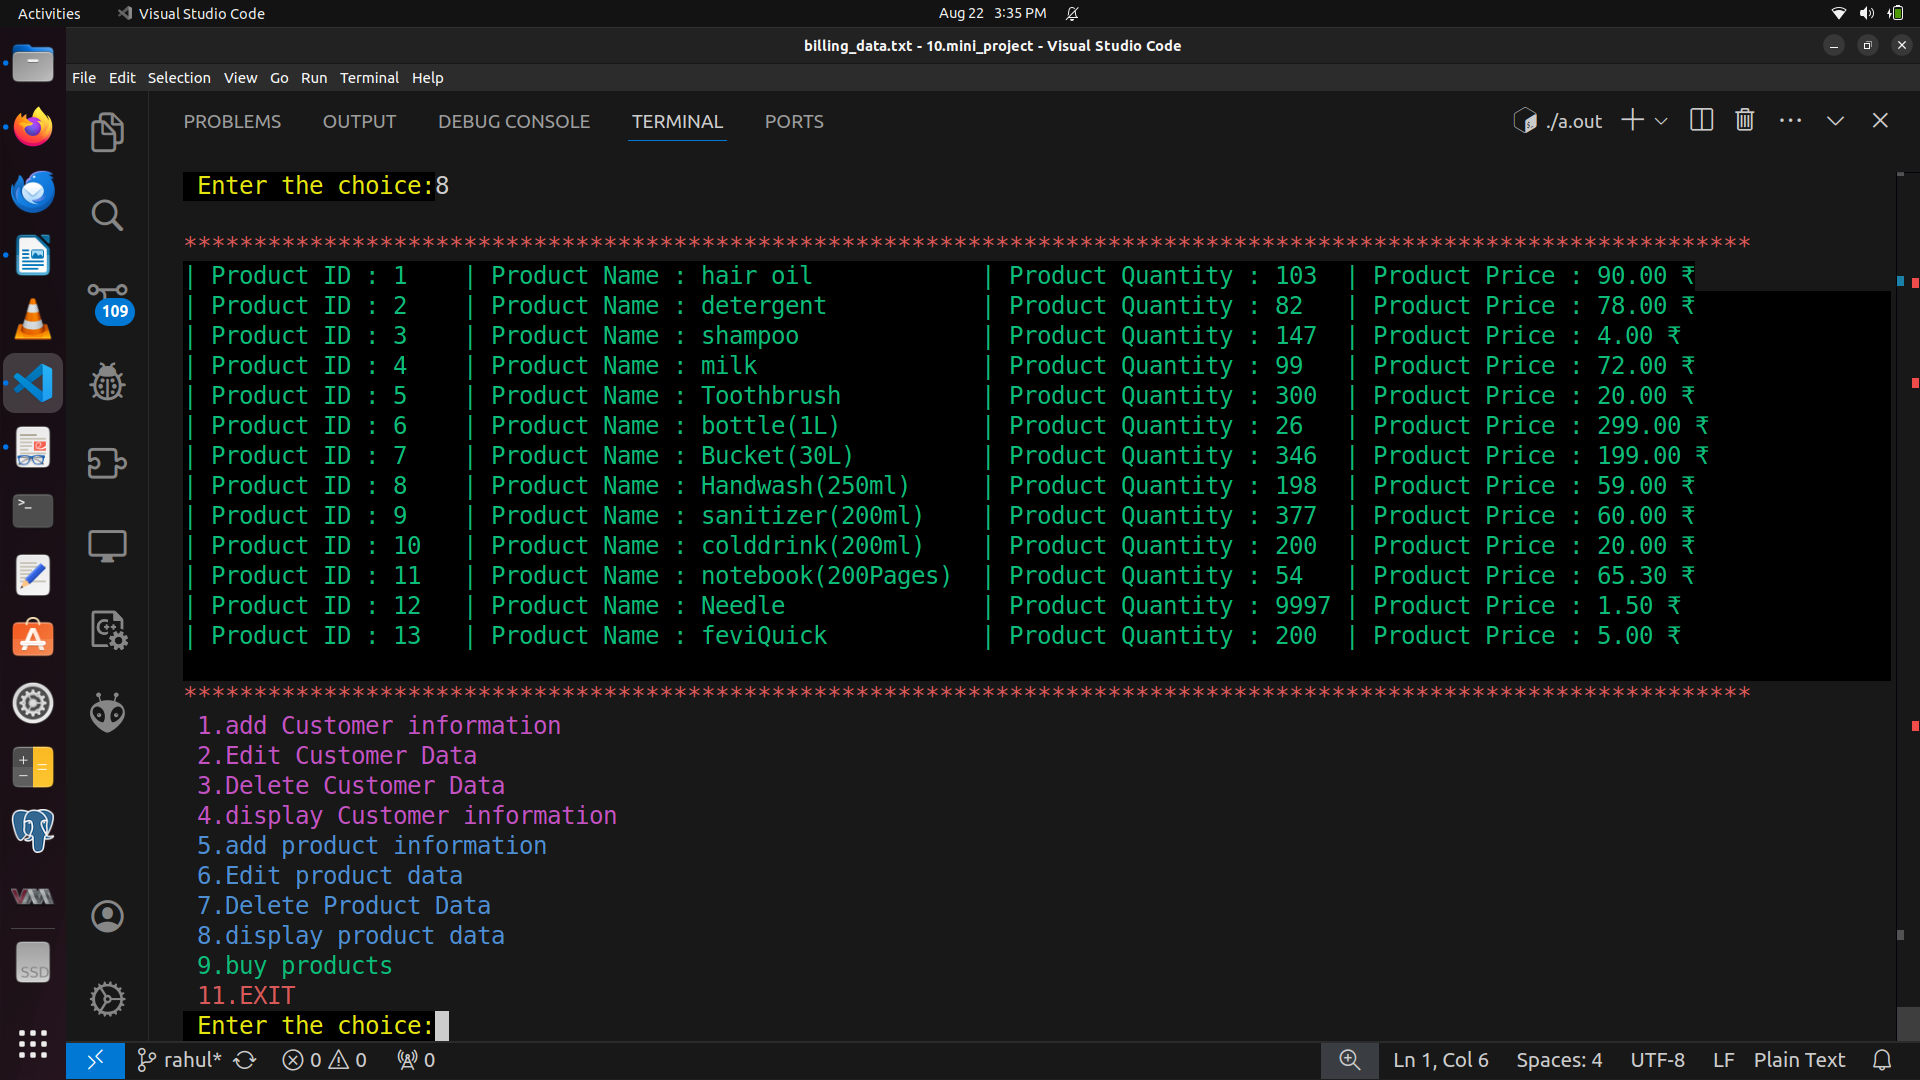 Activities Visual Studio Code Aug 22 3:35 PM
billing_data.txt - 10.mini_project - Visual Studio Code
File Edit Selection View Go Run Terminal Help
PROBLEMS OUTPUT DEBUG CONSOLE TERMINAL PORTS ./a.out
109
SSD
Enter the choice:8
****************************************************************************************************************
| Product ID : 1 | Product Name : hair oil | Product Quantity : 103 | Product Price : 90.00 ₹
| Product ID : 2 | Product Name : detergent | Product Quantity : 82 | Product Price : 78.00 ₹
| Product ID : 3 | Product Name : shampoo | Product Quantity : 147 | Product Price : 4.00 ₹
| Product ID : 4 | Product Name : milk | Product Quantity : 99 | Product Price : 72.00 ₹
| Product ID : 5 | Product Name : Toothbrush | Product Quantity : 300 | Product Price : 20.00 ₹
| Product ID : 6 | Product Name : bottle(1L) | Product Quantity : 26 | Product Price : 299.00 ₹
| Product ID : 7 | Product Name : Bucket(30L) | Product Quantity : 346 | Product Price : 199.00 ₹
| Product ID : 8 | Product Name : Handwash(250ml) | Product Quantity : 198 | Product Price : 59.00 ₹
| Product ID : 9 | Product Name : sanitizer(200ml) | Product Quantity : 377 | Product Price : 60.00 ₹
| Product ID : 10 | Product Name : colddrink(200ml) | Product Quantity : 200 | Product Price : 20.00 ₹
| Product ID : 11 | Product Name : notebook(200Pages) | Product Quantity : 54 | Product Price : 65.30 ₹
| Product ID : 12 | Product Name : Needle | Product Quantity : 9997 | Product Price : 1.50 ₹
| Product ID : 13 | Product Name : feviQuick | Product Quantity : 200 | Product Price : 5.00 ₹
****************************************************************************************************************
1.add Customer information
2.Edit Customer Data
3.Delete Customer Data
4.display Customer information
5.add product information
6.Edit product data
7.Delete Product Data
8.display product data
9.buy products
11.EXIT
Enter the choice:
rahul* 0 0 0 Ln 1, Col 6 Spaces: 4 UTF-8 LF Plain Text